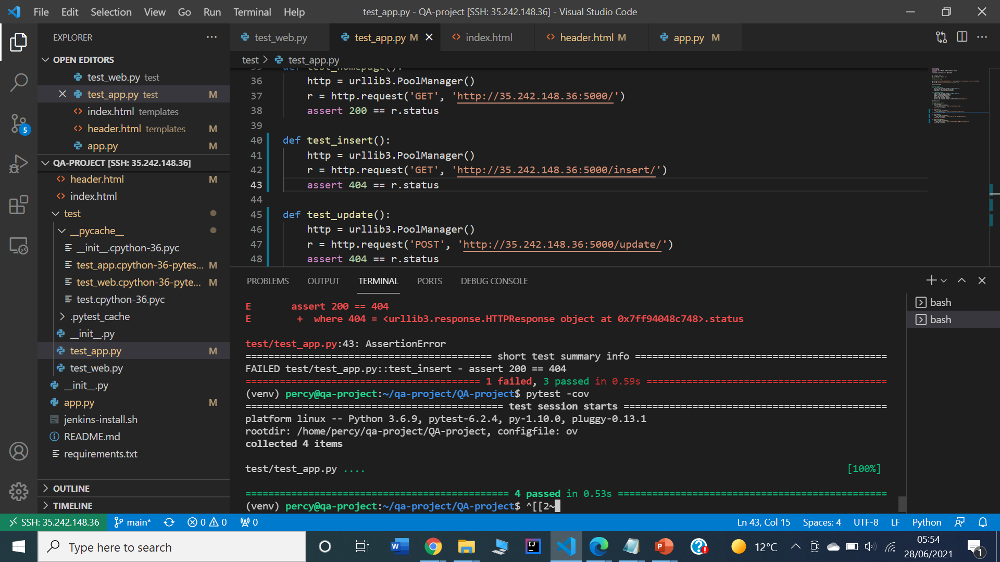 File Edit Selection View Go Run Terminal Help
test_app.py - QA-project [SSH: 35.242.148.36] - Visual Studio Code
EXPLORER
OPEN EDITORS
test_web.py test
test_app.py test M
index.html templates
header.html templates M
app.py M
QA-PROJECT [SSH: 35.242.148.36]
header.html M
index.html
test
__pycache__
__init__.cpython-36.pyc
test_app.cpython-36-pytes... M
test_web.cpython-36-pyte... M
test.cpython-36.pyc
.pytest_cache
__init__.py
test_app.py M
test_web.py
__init__.py
app.py M
jenkins-install.sh
README.md
requirements.txt
OUTLINE
TIMELINE
5
test_web.py
test_app.py M
index.html
header.html M
app.py M
test > test_app.py
35 def test_homepage():
36 http = urllib3.PoolManager()
37 r = http.request('GET', 'http://35.242.148.36:5000/')
38 assert 200 == r.status
39
40 def test_insert():
41 http = urllib3.PoolManager()
42 r = http.request('GET', 'http://35.242.148.36:5000/insert/')
43 assert 404 == r.status
44
45 def test_update():
46 http = urllib3.PoolManager()
47 r = http.request('POST', 'http://35.242.148.36:5000/update/')
48 assert 404 == r.status
PROBLEMS OUTPUT TERMINAL PORTS DEBUG CONSOLE
bash
bash
E assert 200 == 404
E + where 404 = <urllib3.response.HTTPResponse object at 0x7ff94048c748>.status
test/test_app.py:43: AssertionError
=========================================== short test summary info ============================================
FAILED test/test_app.py::test_insert - assert 200 == 404
========================================= 1 failed, 3 passed in 0.59s ==========================================
(venv) percy@qa-project:~/qa-project/QA-project$ pytest -cov
============================================= test session starts ==============================================
platform linux -- Python 3.6.9, pytest-6.2.4, py-1.10.0, pluggy-0.13.1
rootdir: /home/percy/qa-project/QA-project, configfile: ov
collected 4 items
test/test_app.py .... [100%]
============================================== 4 passed in 0.53s ===============================================
(venv) percy@qa-project:~/qa-project/QA-project$ ^[[2~
SSH: 35.242.148.36 main* 0 0 0
Ln 43, Col 15 Spaces: 4 UTF-8 LF Python
Type here to search
12°C
05:54
28/06/2021
1